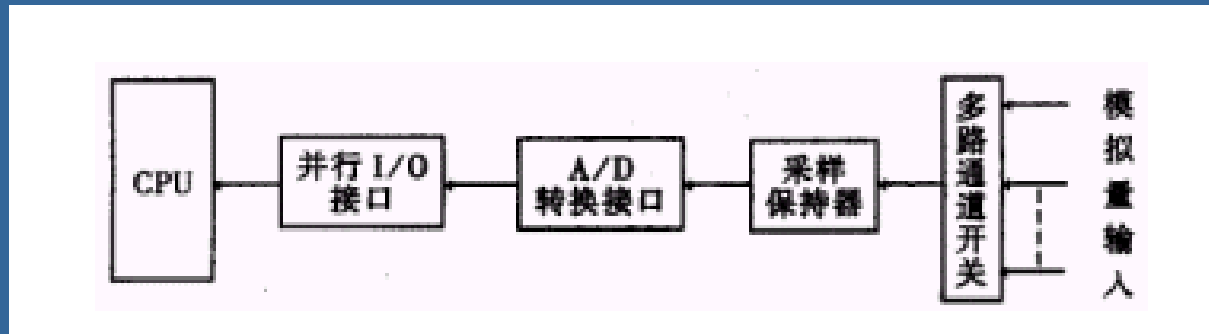 CPU
并行 I/O
接口
A/D
转换接口
采样
保持器
多路通道开关
模拟量输入